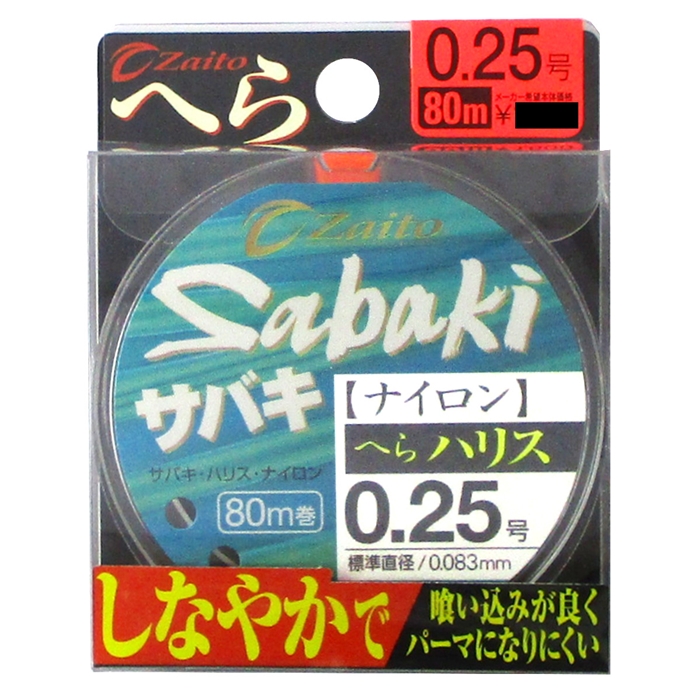 Zaito
へら
0.25号
80m
メーカー希望本体価格
¥
Zaito
Sabaki
サバキ
サバキ・ハリス・ナイロン
80m巻
【ナイロン】
へらハリス
0.25号
標準直径/0.083mm
しなやかで
喰い込みが良く
パーマになりにくい